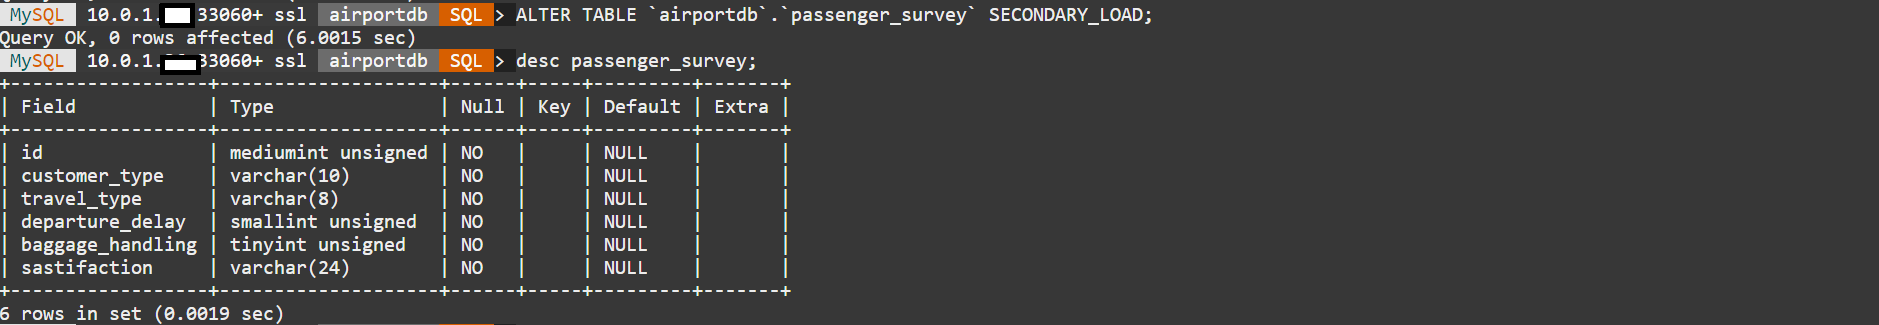 MySQL 10.0.1. 33060+ ssl airportdb SQL > ALTER TABLE `airportdb`.`passenger_survey` SECONDARY_LOAD;
Query OK, 0 rows affected (6.0015 sec)
MySQL 10.0.1. 33060+ ssl airportdb SQL > desc passenger_survey;
+-------------------+--------------------+------+-----+---------+-------+
| Field             | Type               | Null | Key | Default | Extra |
+-------------------+--------------------+------+-----+---------+-------+
| id                | mediumint unsigned | NO   |     | NULL    |       |
| customer_type     | varchar(10)        | NO   |     | NULL    |       |
| travel_type       | varchar(8)         | NO   |     | NULL    |       |
| departure_delay   | smallint unsigned  | NO   |     | NULL    |       |
| baggage_handling  | tinyint unsigned   | NO   |     | NULL    |       |
| sastifaction      | varchar(24)        | NO   |     | NULL    |       |
+-------------------+--------------------+------+-----+---------+-------+
6 rows in set (0.0019 sec)